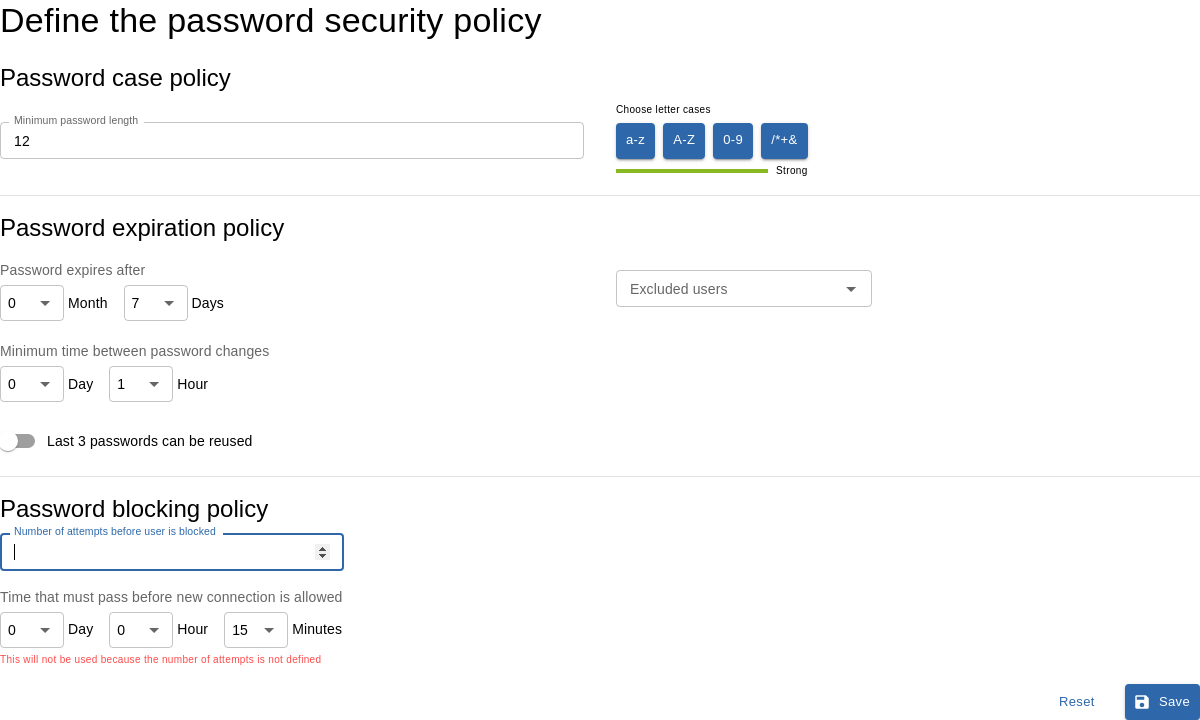 Define the password security policy
Password case policy
Minimum password length
12
Choose letter cases
a-z A-Z 0-9 /*+&
Strong
Password expiration policy
Password expires after
0 Month 7 Days
Excluded users
Minimum time between password changes
0 Day 1 Hour
Last 3 passwords can be reused
Password blocking policy
Number of attempts before user is blocked
Time that must pass before new connection is allowed
0 Day 0 Hour 15 Minutes
This will not be used because the number of attempts is not defined
Reset Save